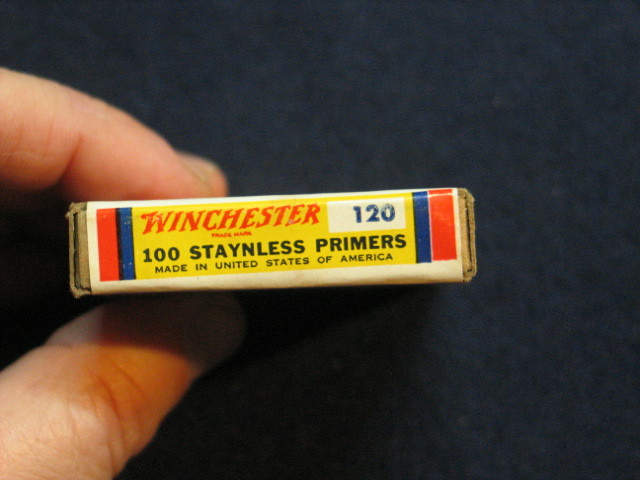 WINCHESTER 120
TRADE MARK
100 STAYNLESS PRIMERS
MADE IN UNITED STATES OF AMERICA